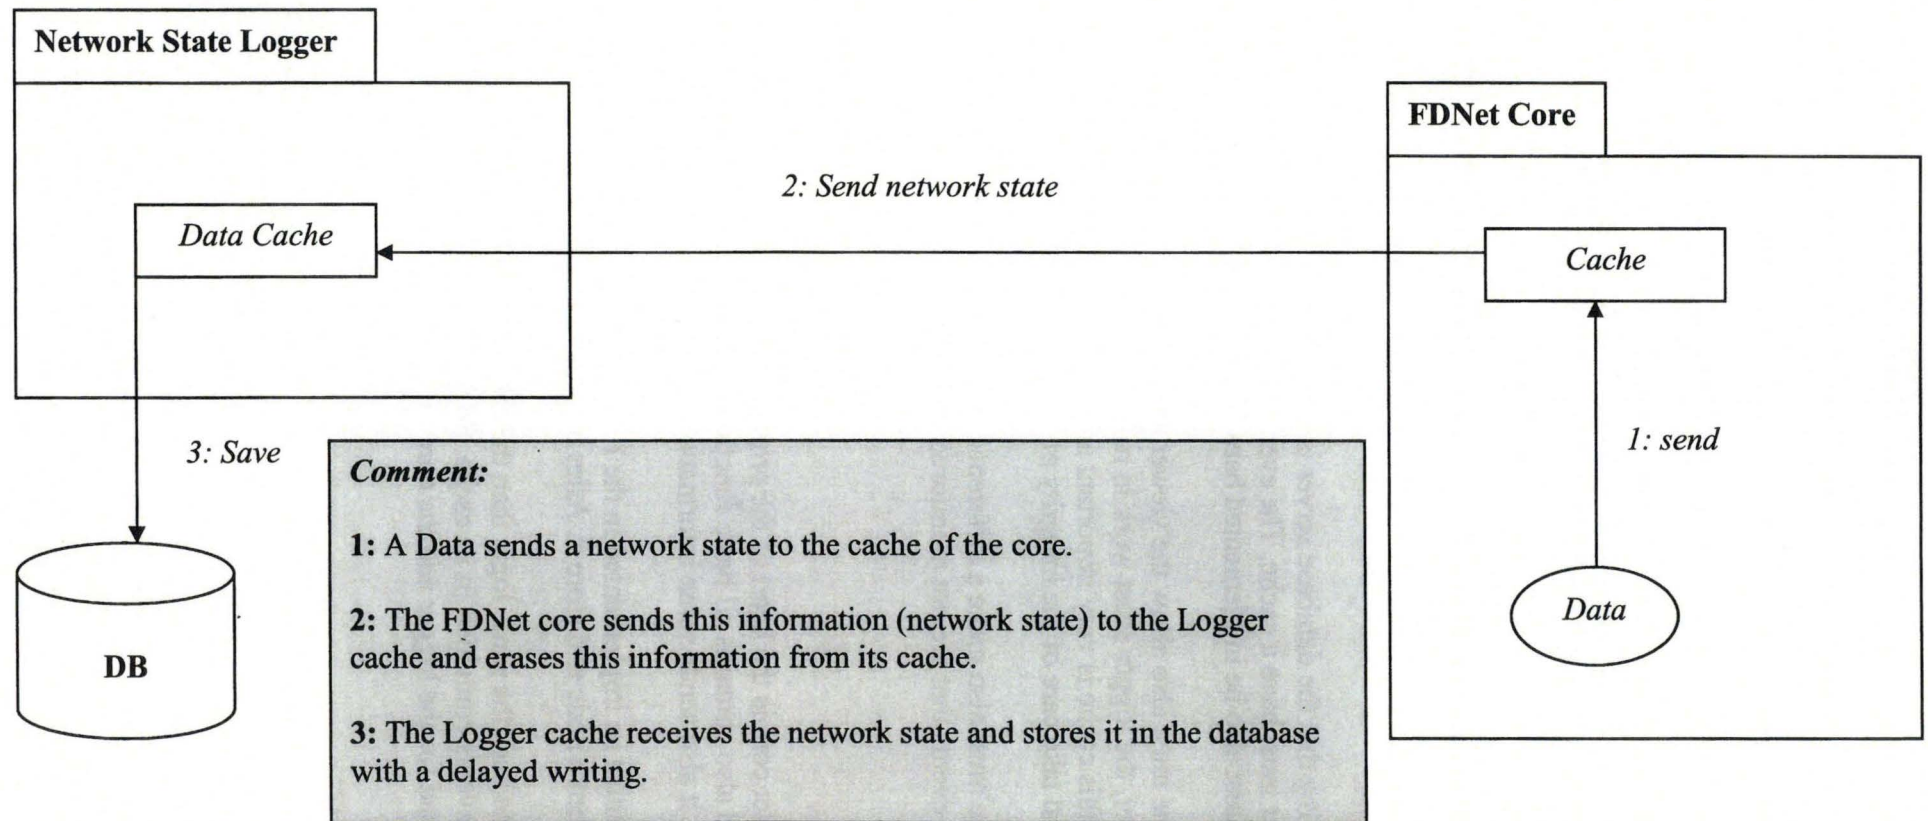 Network State Logger
FDNet Core
2: Send network state
Data Cache
Cache
3: Save
1: send
Comment:
1: A Data sends a network state to the cache of the core.
2: The FDNet core sends this information (network state) to the Logger
cache and erases this information from its cache.
3: The Logger cache receives the network state and stores it in the database
with a delayed writing.
Data
DB